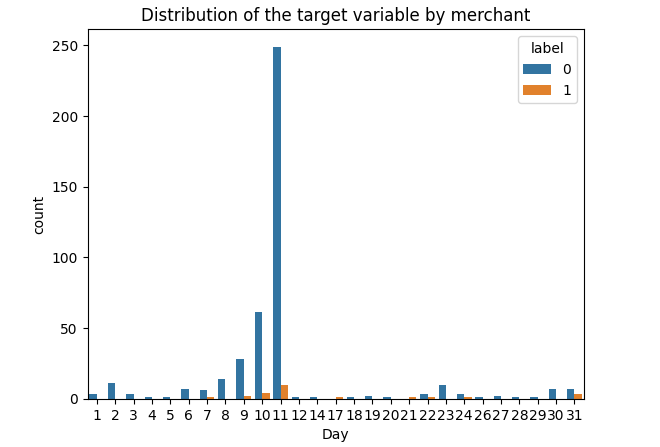 Distribution of the target variable by merchant
label
0
1
250
200
150
100
50
0
count
1 2 3 4 5 6 7 8 9 10 11 12 14 17 18 19 20 21 22 23 24 25 26 27 28 29 30 31
Day